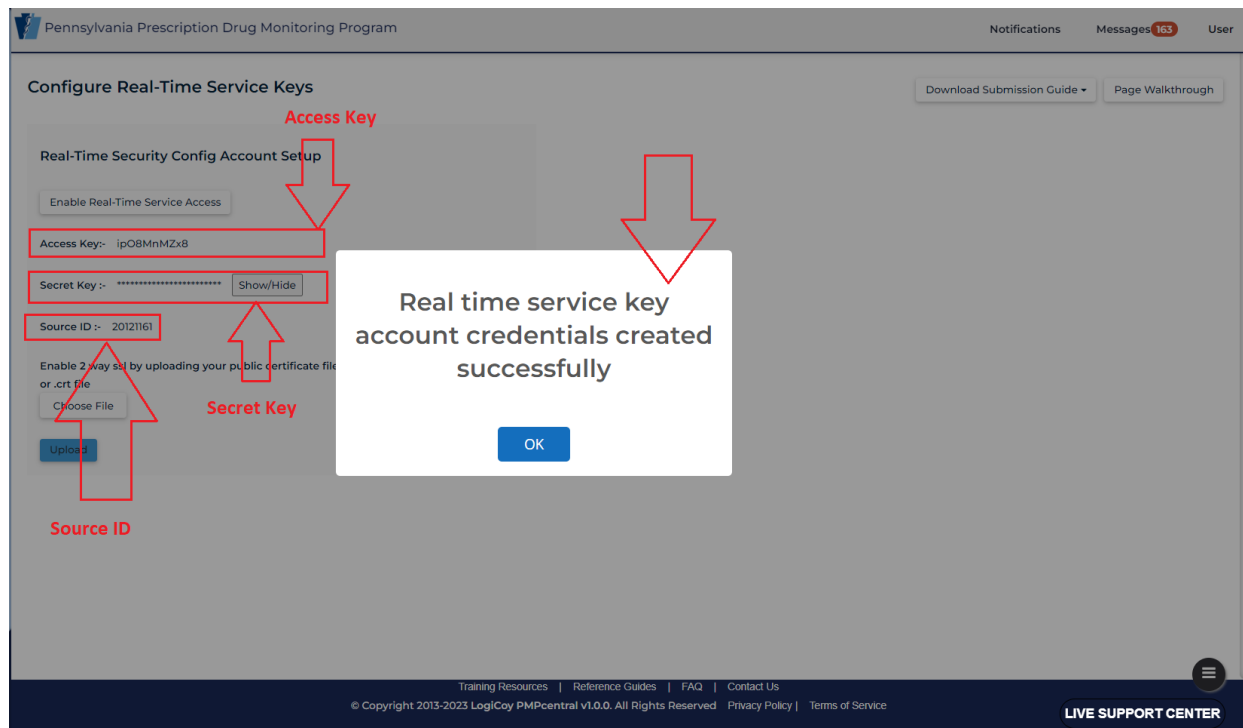 Pennsylvania Prescription Drug Monitoring Program
Notifications
Messages 163
User
Configure Real-Time Service Keys
Download Submission Guide
Page Walkthrough
Access Key
Real-Time Security Config Account Setup
Enable Real-Time Service Access
Access Key:- ipO8MnMZx8
Secret Key :- ************************ Show/Hide
Source ID :- 20121161
Enable 2 way ssl by uploading your public certificate file
or .crt file
Choose File
Secret Key
Upload
Source ID
Real time service key
account credentials created
successfully
OK
Training Resources | Reference Guides | FAQ | Contact Us
© Copyright 2013-2023 LogiCoy PMPcentral v1.0.0. All Rights Reserved Privacy Policy | Terms of Service
LIVE SUPPORT CENTER